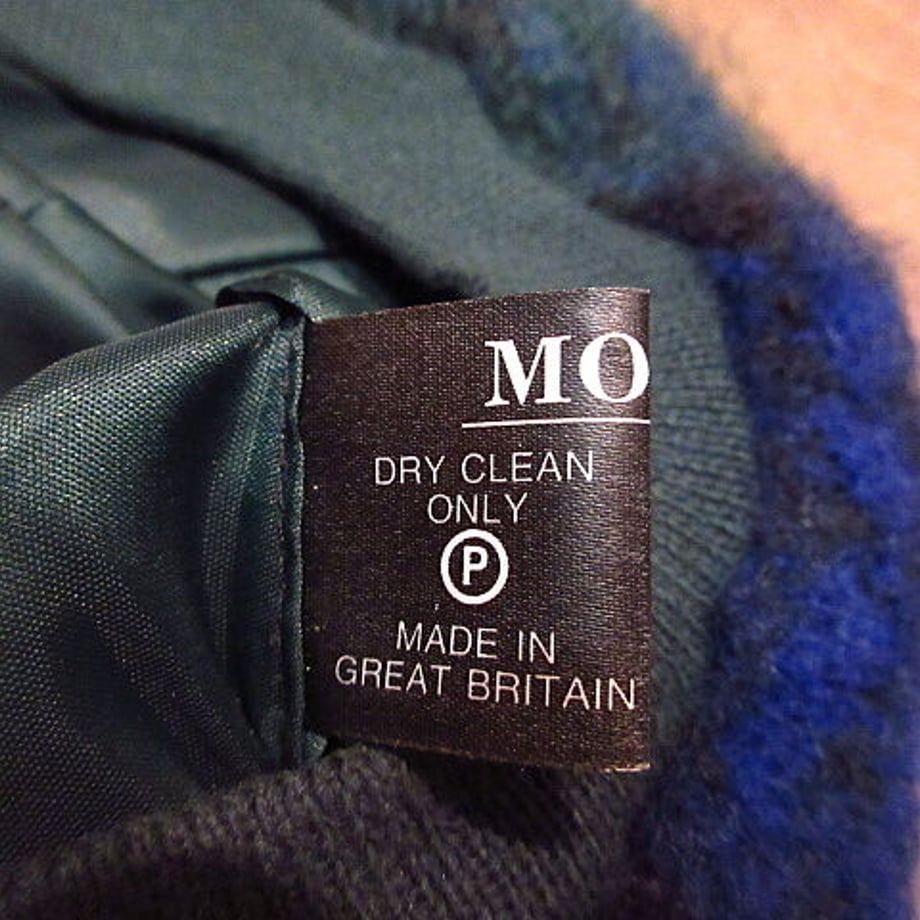 MO
DRY CLEAN
ONLY
P
MADE IN
GREAT BRITAIN